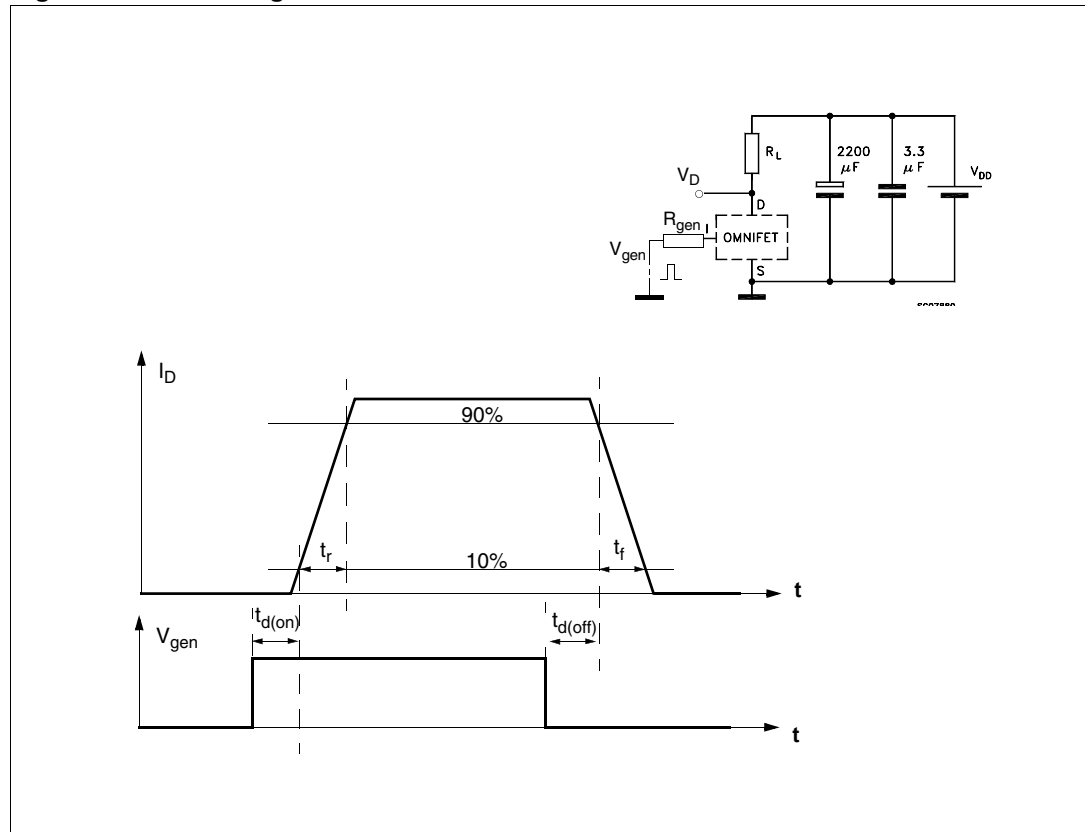 R_L
2200
µF
3.3
µF
V_DD
V_D
D
R_gen
I
OMNIFET
V_gen
S
I_D
90%
t_r
10%
t_f
t
t_d(on)
t_d(off)
V_gen
t